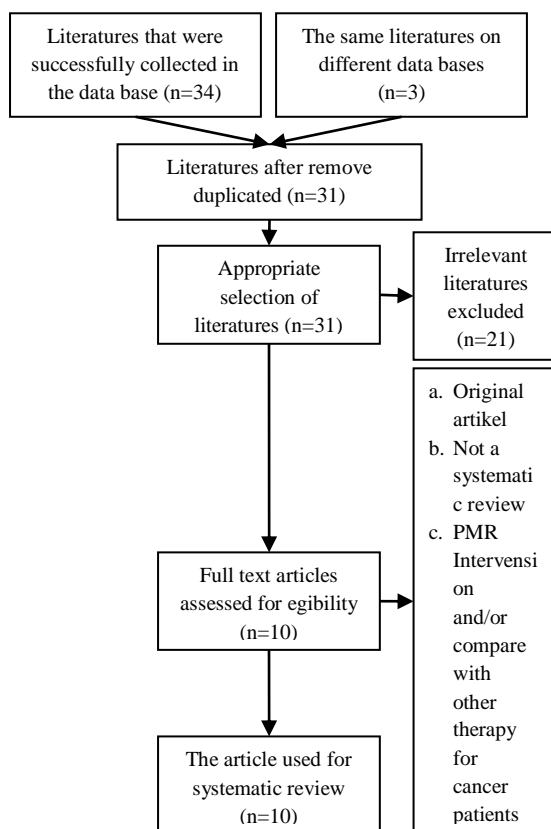 Literatures that were
successfully collected in
the data base (n=34)
The same literatures on
different data bases
(n=3)
Literatures after remove
duplicated (n=31)
Appropriate
selection of
literatures (n=31)
Irrelevant
literatures
excluded
(n=21)
a. Original
artikel
b. Not a
systemati
c review
c. PMR
Intervensi
on
and/or
compare
with
other
therapy
for
cancer
patients
Full text articles
assessed for egibility
(n=10)
The article used for
systematic review
(n=10)